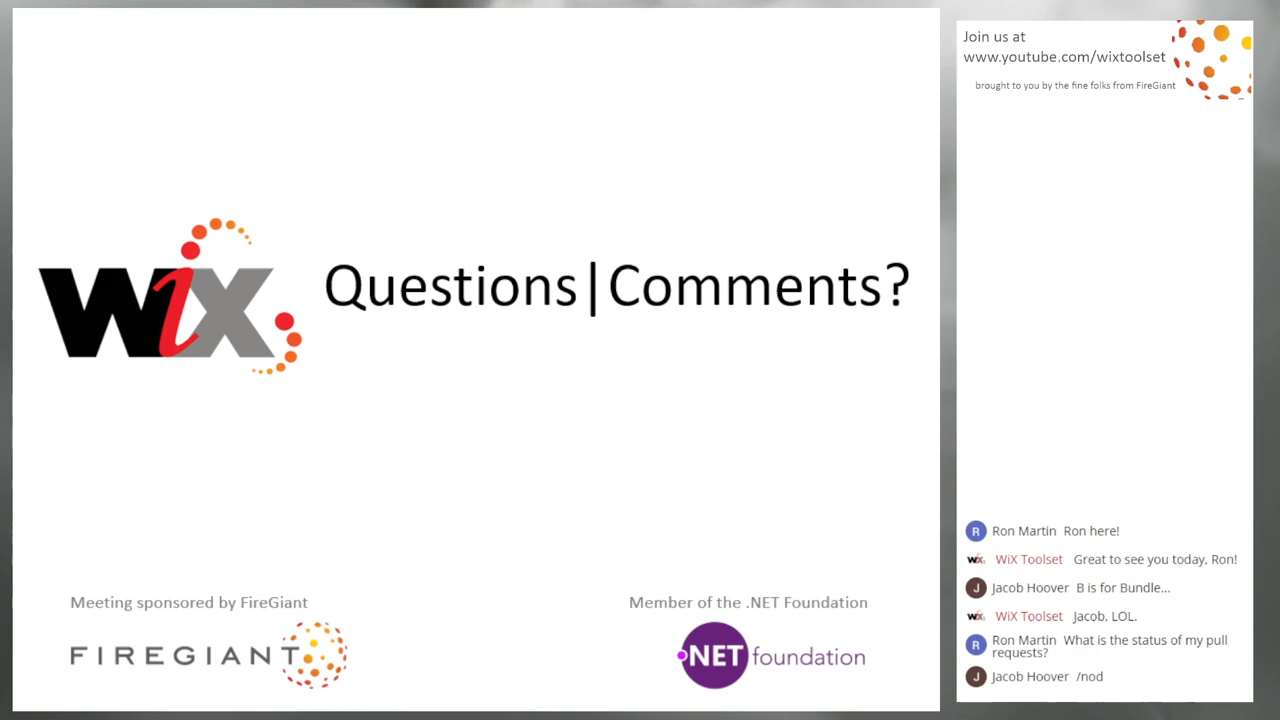 WiX
Questions|Comments?
Meeting sponsored by FireGiant
FIREGIANT
Member of the .NET Foundation
.NET foundation
Join us at
www.youtube.com/wixtoolset
brought to you by the fine folks from FireGiant
R Ron Martin Ron here!
WiX WiX Toolset Great to see you today, Ron!
J Jacob Hoover B is for Bundle...
WiX WiX Toolset Jacob, LOL.
R Ron Martin What is the status of my pull
requests?
J Jacob Hoover /nod